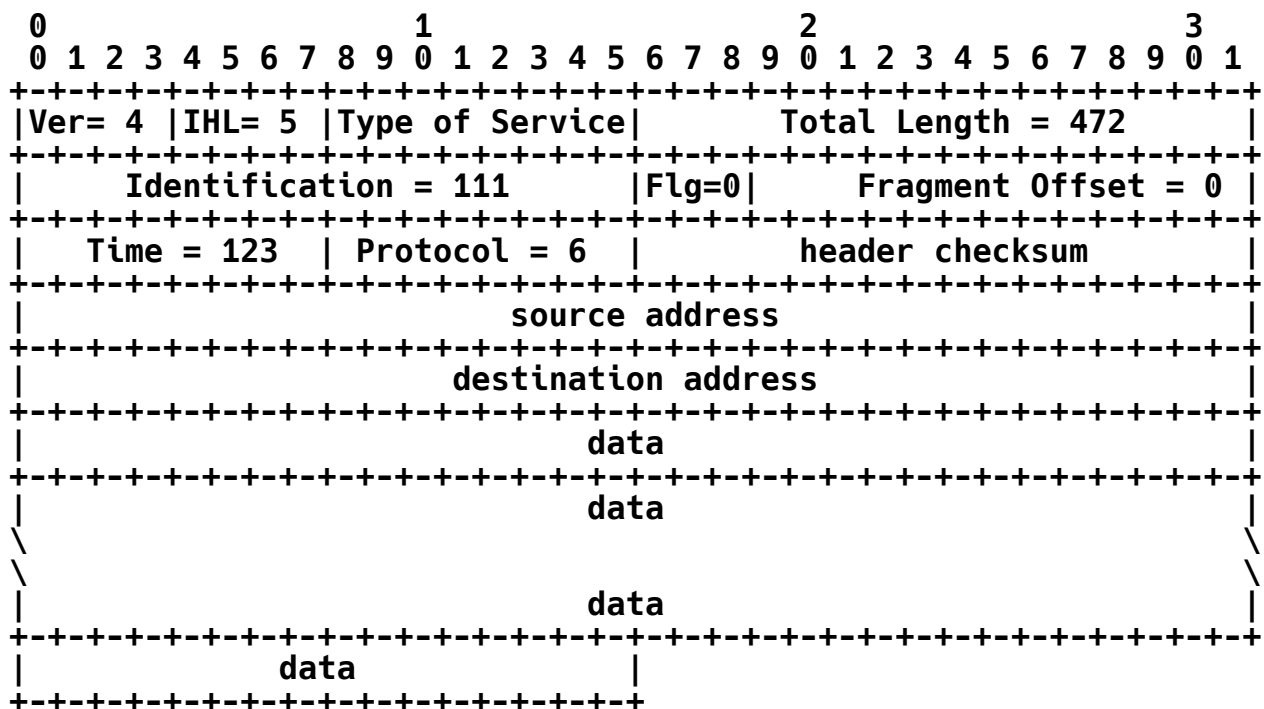 0                   1                   2                   3
 0 1 2 3 4 5 6 7 8 9 0 1 2 3 4 5 6 7 8 9 0 1 2 3 4 5 6 7 8 9 0 1
+-+-+-+-+-+-+-+-+-+-+-+-+-+-+-+-+-+-+-+-+-+-+-+-+-+-+-+-+-+-+-+-+
|Ver= 4 |IHL= 5 |Type of Service|       Total Length = 472      |
+-+-+-+-+-+-+-+-+-+-+-+-+-+-+-+-+-+-+-+-+-+-+-+-+-+-+-+-+-+-+-+-+
|     Identification = 111      |Flg=0|     Fragment Offset = 0 |
+-+-+-+-+-+-+-+-+-+-+-+-+-+-+-+-+-+-+-+-+-+-+-+-+-+-+-+-+-+-+-+-+
|   Time = 123  | Protocol = 6  |        header checksum        |
+-+-+-+-+-+-+-+-+-+-+-+-+-+-+-+-+-+-+-+-+-+-+-+-+-+-+-+-+-+-+-+-+
|                         source address                        |
+-+-+-+-+-+-+-+-+-+-+-+-+-+-+-+-+-+-+-+-+-+-+-+-+-+-+-+-+-+-+-+-+
|                      destination address                      |
+-+-+-+-+-+-+-+-+-+-+-+-+-+-+-+-+-+-+-+-+-+-+-+-+-+-+-+-+-+-+-+-+
|                             data                              |
+-+-+-+-+-+-+-+-+-+-+-+-+-+-+-+-+-+-+-+-+-+-+-+-+-+-+-+-+-+-+-+-+
|                             data                              |
\                                                               \
\                                                               \
|                             data                              |
+-+-+-+-+-+-+-+-+-+-+-+-+-+-+-+-+-+-+-+-+-+-+-+-+-+-+-+-+-+-+-+-+
|             data              |
+-+-+-+-+-+-+-+-+-+-+-+-+-+-+-+-+